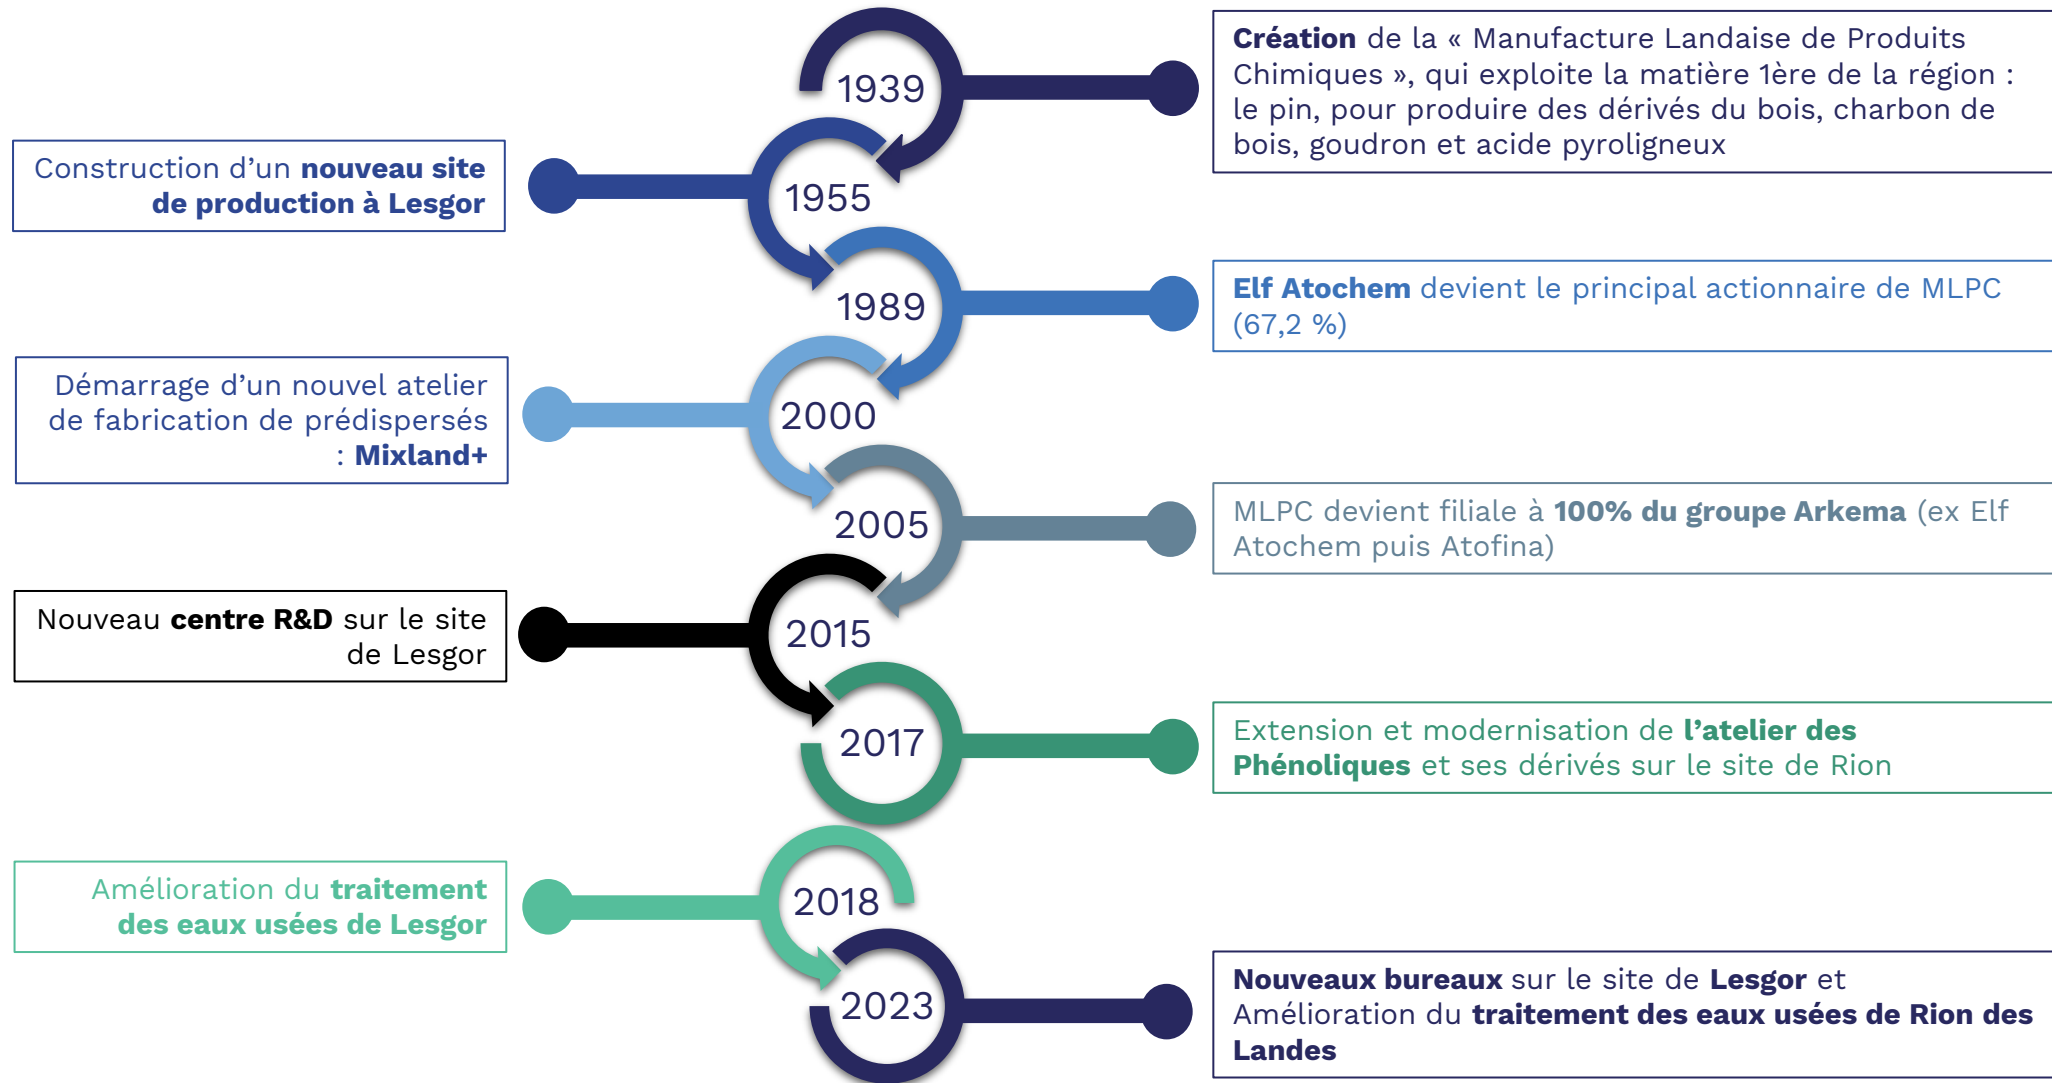 1939
Création de la « Manufacture Landaise de Produits
Chimiques », qui exploite la matière 1ère de la région :
le pin, pour produire des dérivés du bois, charbon de
bois, goudron et acide pyroligneux
Construction d’un nouveau site
de production à Lesgor
1955
1989
Elf Atochem devient le principal actionnaire de MLPC
(67,2 %)
Démarrage d’un nouvel atelier
de fabrication de prédispersés
: Mixland+
2000
2005
MLPC devient filiale à 100% du groupe Arkema (ex Elf
Atochem puis Atofina)
Nouveau centre R&D sur le site
de Lesgor
2015
2017
Extension et modernisation de l’atelier des
Phénoliques et ses dérivés sur le site de Rion
Amélioration du traitement
des eaux usées de Lesgor
2018
2023
Nouveaux bureaux sur le site de Lesgor et
Amélioration du traitement des eaux usées de Rion des
Landes